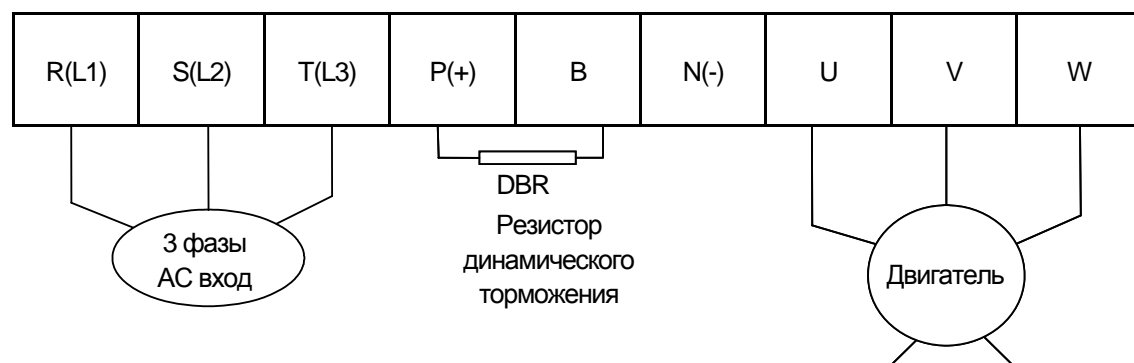 R(L1) S(L2) T(L3) P(+) B N(-) U V W
DBR
Резистор
динамического
торможения
3 фазы
AC вход
Двигатель